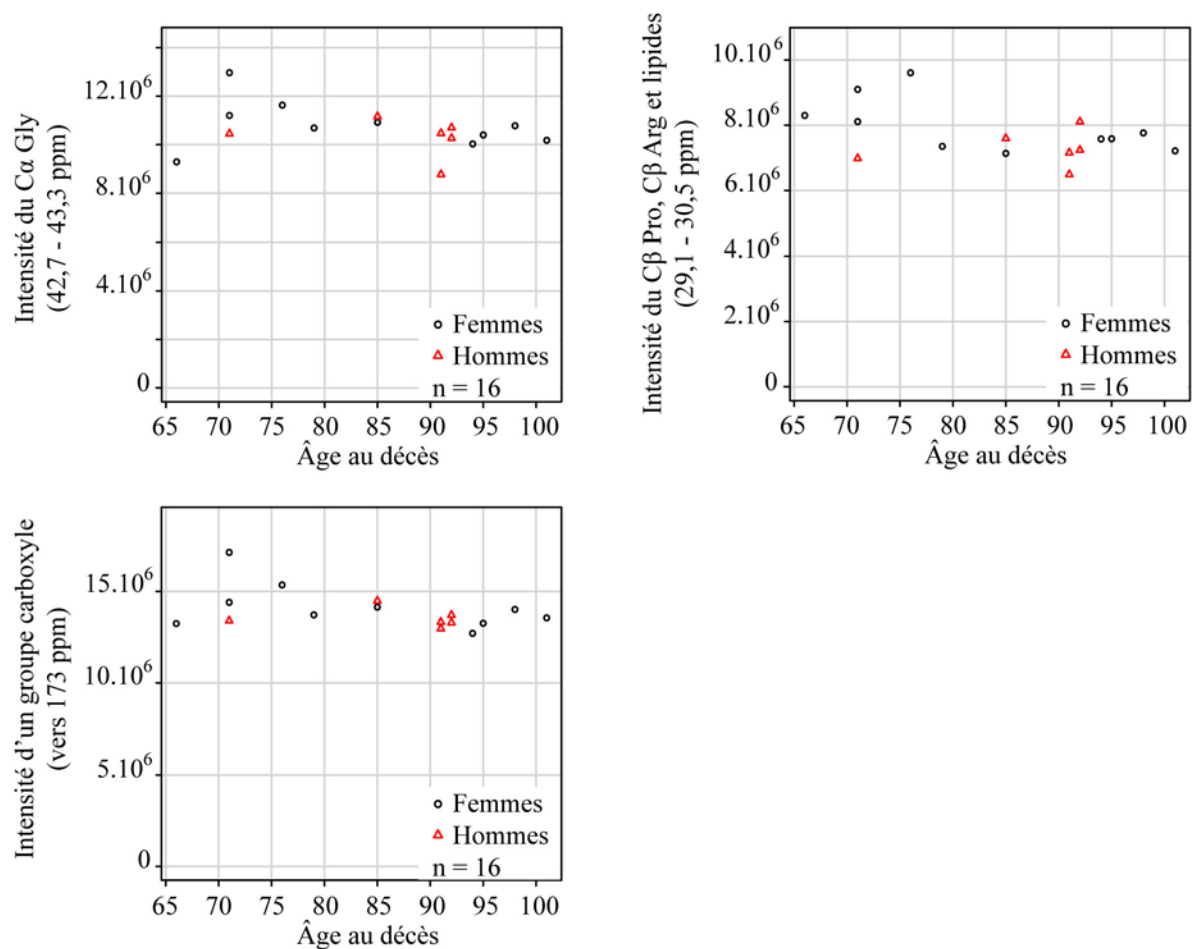 Intensité du Cα Gly
(42,7 - 43,3 ppm)
12.10⁶
8.10⁶
4.10⁶
0
Femmes
Hommes
n = 16
65 70 75 80 85 90 95 100
Âge au décès
Intensité du Cβ Pro, Cβ Arg et lipides
(29,1 - 30,5 ppm)
10.10⁶
8.10⁶
6.10⁶
4.10⁶
2.10⁶
0
Femmes
Hommes
n = 16
65 70 75 80 85 90 95 100
Âge au décès
Intensité d'un groupe carboxyle
(vers 173 ppm)
15.10⁶
10.10⁶
5.10⁶
0
Femmes
Hommes
n = 16
65 70 75 80 85 90 95 100
Âge au décès